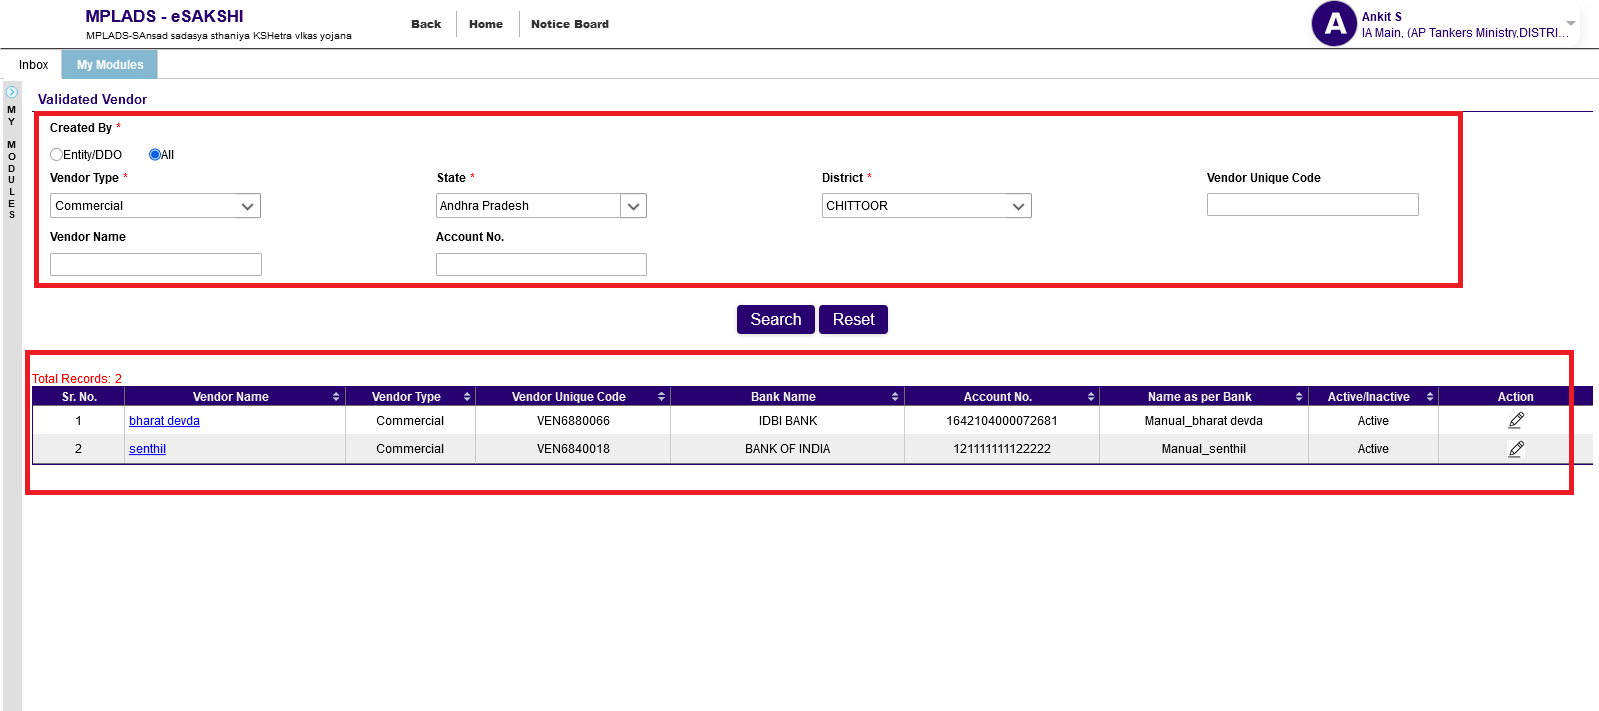 MPLADS - eSAKSHI
MPLADS-SAnsad sadasya sthaniya KSHetra vIkas yojana
Back Home Notice Board
A
Ankit S
IA Main, (AP Tankers Ministry,DISTRI...
Inbox My Modules
MY MODULES
Validated Vendor
Created By *
Entity/DDO All
Vendor Type * State * District * Vendor Unique Code
Commercial Andhra Pradesh CHITTOOR
Vendor Name Account No.
Search Reset
Total Records: 2
Sr. No. Vendor Name Vendor Type Vendor Unique Code Bank Name Account No. Name as per Bank Active/Inactive Action
1 bharat devda Commercial VEN6880066 IDBI BANK 1642104000072681 Manual_bharat devda Active
2 senthil Commercial VEN6840018 BANK OF INDIA 121111111122222 Manual_senthil Active